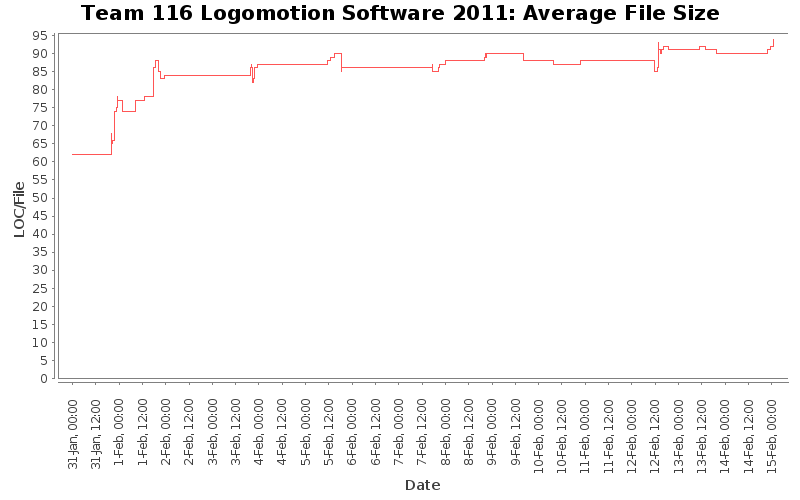 Team 116 Logomotion Software 2011: Average File Size
95
90
85
80
75
70
65
60
55
50
45
40
35
30
25
20
15
10
5
0
LOC/File
31-Jan, 00:00
31-Jan, 12:00
1-Feb, 00:00
1-Feb, 12:00
2-Feb, 00:00
2-Feb, 12:00
3-Feb, 00:00
3-Feb, 12:00
4-Feb, 00:00
4-Feb, 12:00
5-Feb, 00:00
5-Feb, 12:00
6-Feb, 00:00
6-Feb, 12:00
7-Feb, 00:00
7-Feb, 12:00
8-Feb, 00:00
8-Feb, 12:00
9-Feb, 00:00
9-Feb, 12:00
10-Feb, 00:00
10-Feb, 12:00
11-Feb, 00:00
11-Feb, 12:00
12-Feb, 00:00
12-Feb, 12:00
13-Feb, 00:00
13-Feb, 12:00
14-Feb, 00:00
14-Feb, 12:00
15-Feb, 00:00
Date